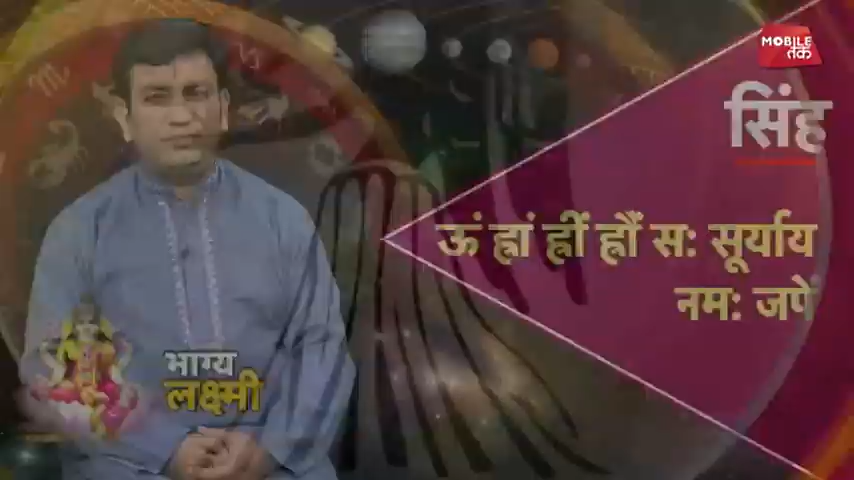 MOBILE
तक
सिंह
ऊं ह्रां ह्रीं ह्रौं स: सूर्याय
नम: जपें
भाग्य
लक्ष्मी